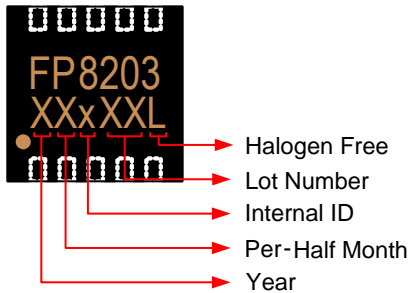 FP8203
XXxXXL
Halogen Free
Lot Number
Internal ID
Per-Half Month
Year